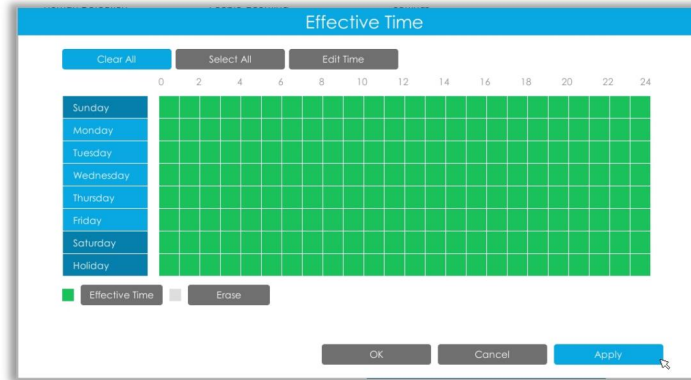 Effective Time
Clear All Select All Edit Time
0 2 4 6 8 10 12 14 16 18 20 22 24
Sunday
Monday
Tuesday
Wednesday
Thursday
Friday
Saturday
Holiday
Effective Time Erase
OK Cancel Apply